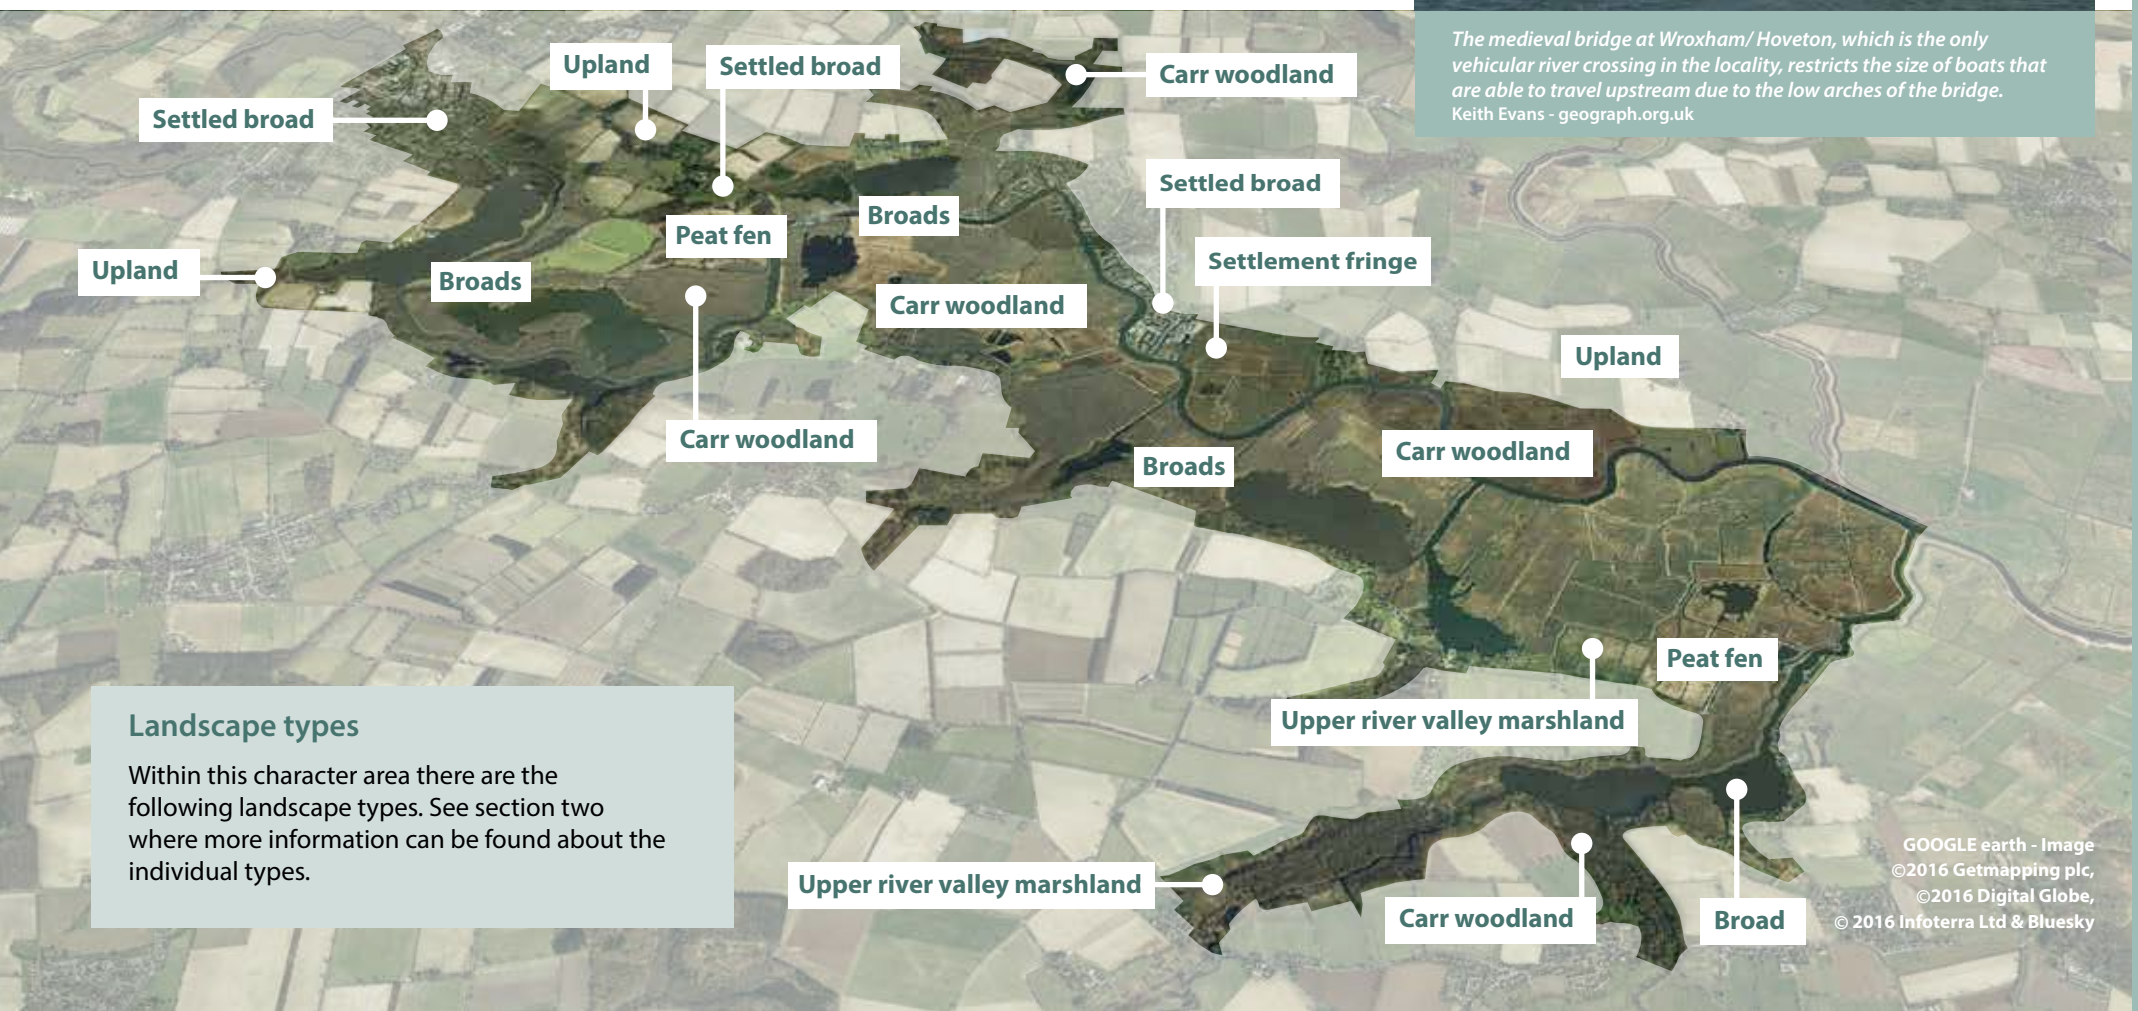 The medieval bridge at Wroxham/ Hoveton, which is the only
vehicular river crossing in the locality, restricts the size of boats that
are able to travel upstream due to the low arches of the bridge.
Keith Evans - geograph.org.uk
Upland
Settled broad
Carr woodland
Settled broad
Settled broad
Broads
Peat fen
Settlement fringe
Upland
Broads
Carr woodland
Upland
Carr woodland
Broads
Carr woodland
Peat fen
Upper river valley marshland
Landscape types
Within this character area there are the
following landscape types. See section two
where more information can be found about the
individual types.
Upper river valley marshland
Carr woodland
Broad
GOOGLE earth - Image
©2016 Getmapping plc,
©2016 Digital Globe,
© 2016 Infoterra Ltd & Bluesky